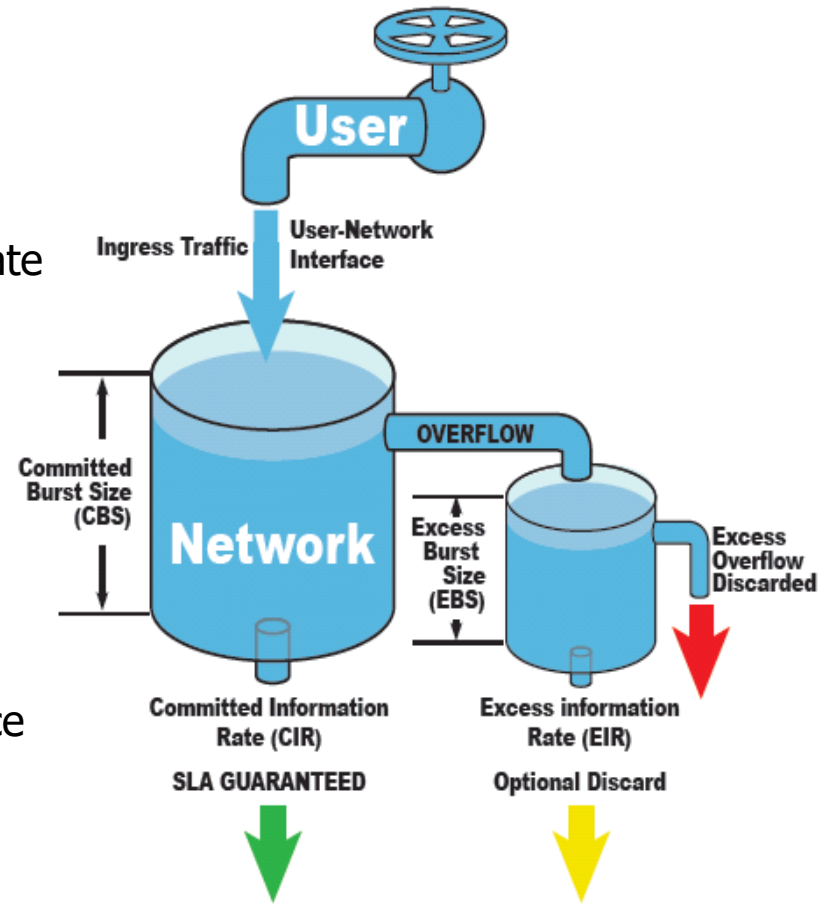 User
Ingress Traffic
User-Network
Interface
OVERFLOW
Committed
Burst Size
(CBS)
Network
Excess
Burst
Size
(EBS)
Excess
Overflow
Discarded
Committed Information
Rate (CIR)
SLA GUARANTEED
Excess information
Rate (EIR)
Optional Discard